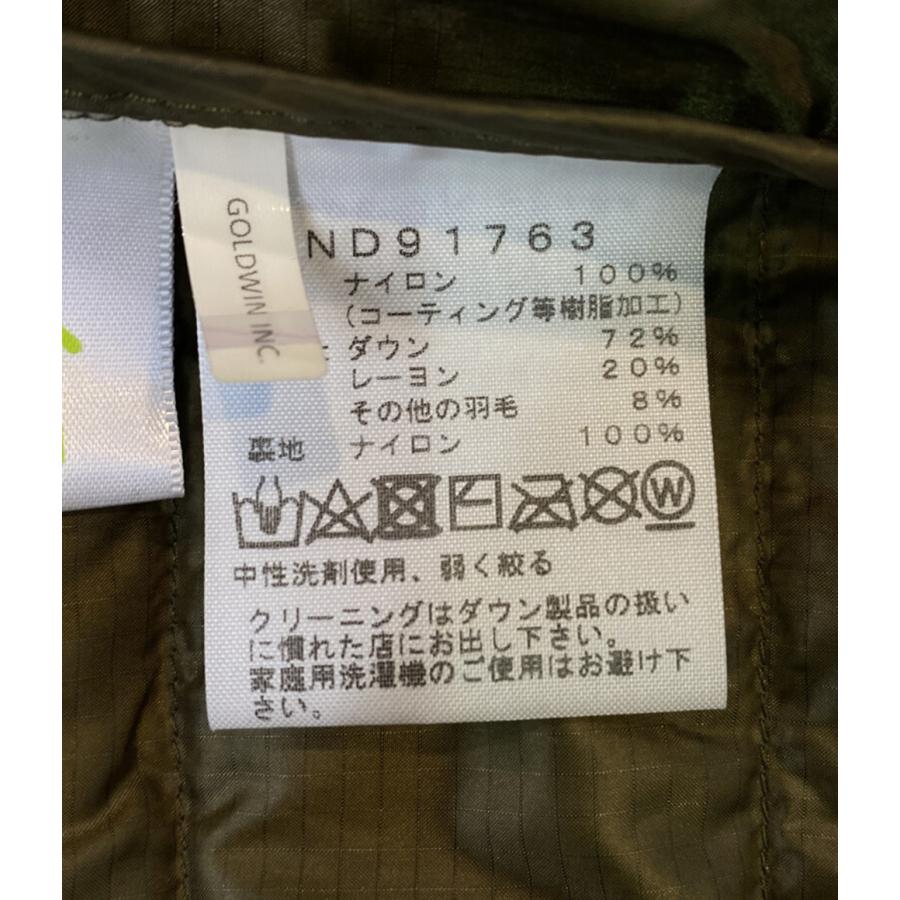 GOLDWIN INC.
ND91763
ナイロン 100%
(コーティング等樹脂加工)
ダウン 72%
レーヨン 20%
その他の羽毛 8%
裏地 ナイロン 100%
W
中性洗剤使用、弱く絞る
クリーニングはダウン製品の扱い
に慣れた店にお出し下さい。
家庭用洗濯機のご使用はお避け下
さい。